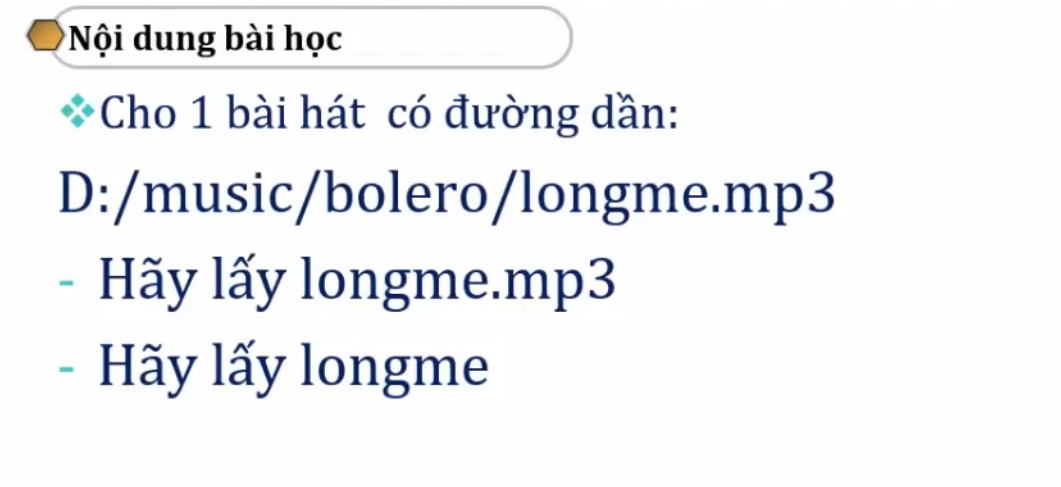 Nội dung bài học
Cho 1 bài hát có đường dần:
D:/music/bolero/longme.mp3
- Hãy lấy longme.mp3
- Hãy lấy longme